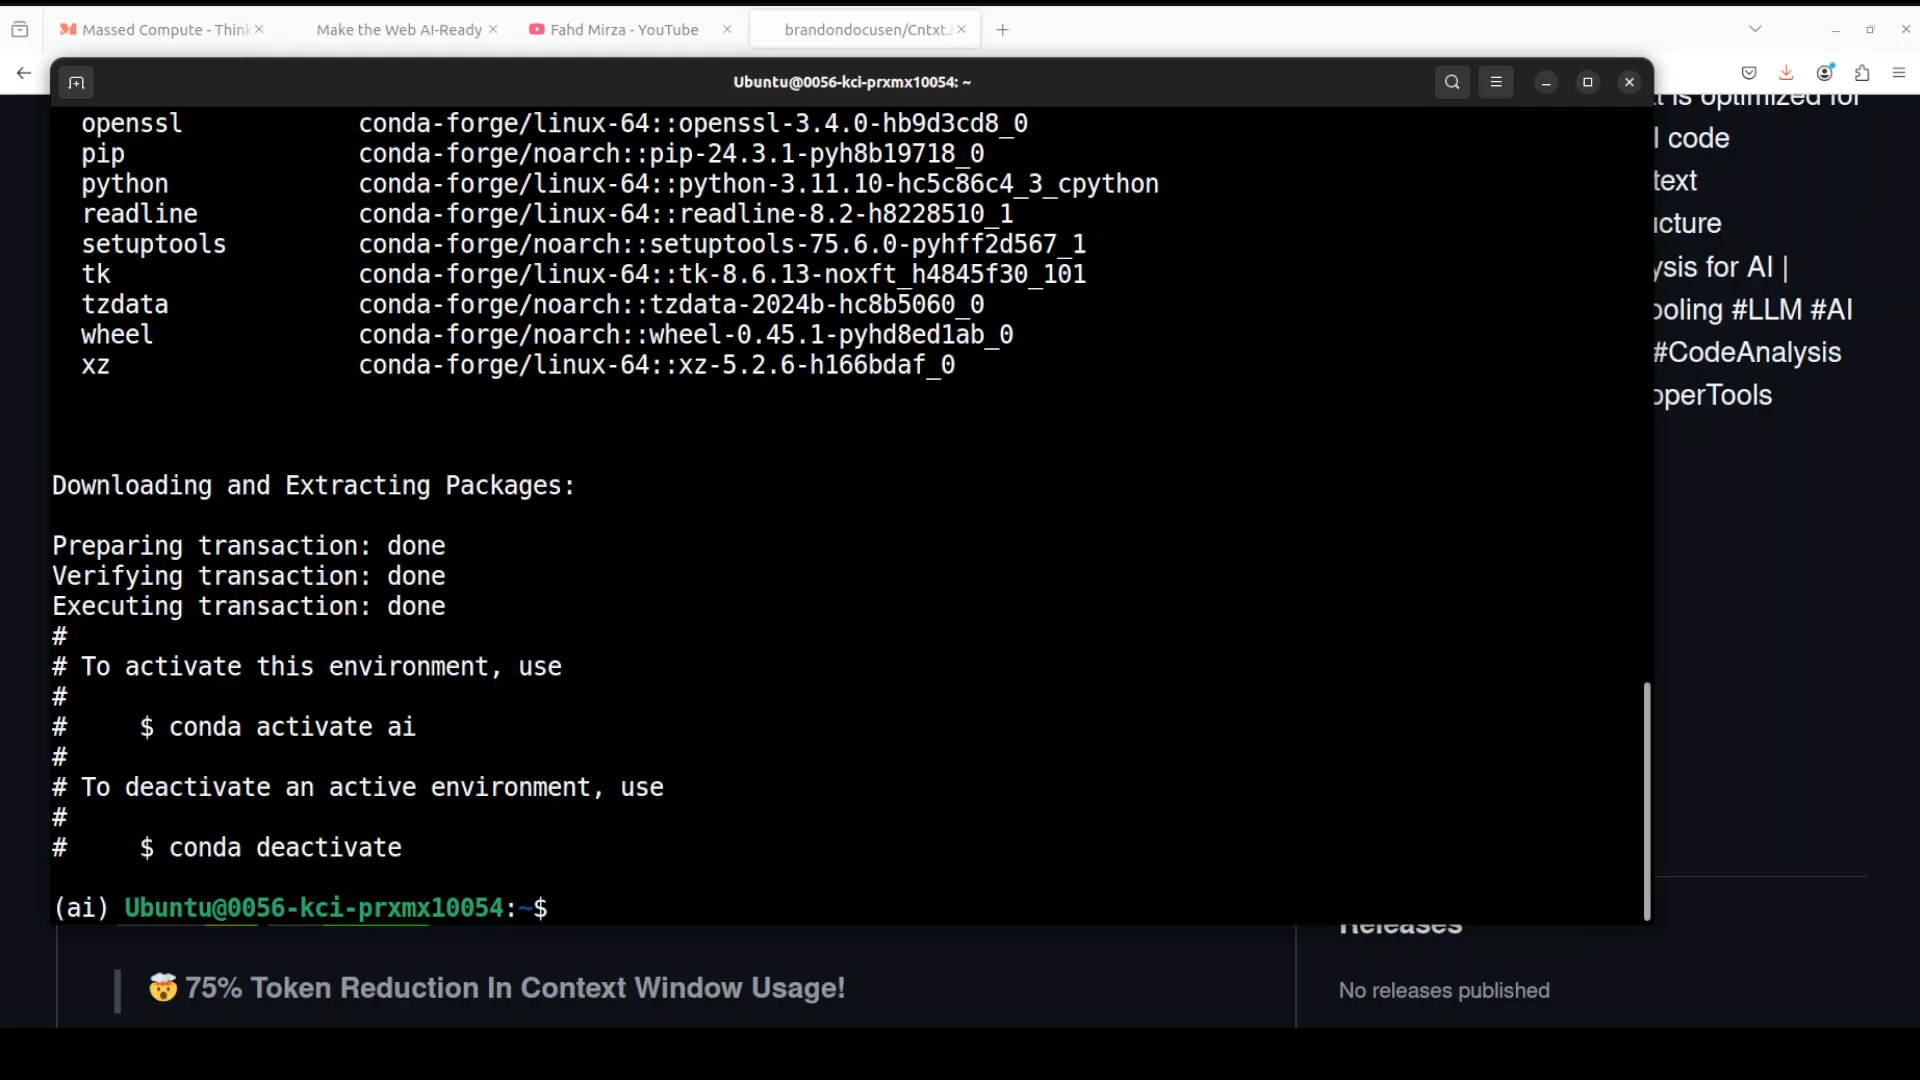 Massed Compute - Think
Make the Web AI-Ready
Fahd Mirza - YouTube
brandondocusen/CntxtJ
Ubuntu@0056-kci-prxmx10054: ~
openssl conda-forge/linux-64::openssl-3.4.0-hb9d3cd8_0
pip conda-forge/noarch::pip-24.3.1-pyh8b19718_0
python conda-forge/linux-64::python-3.11.10-hc5c86c4_3_cpython
readline conda-forge/linux-64::readline-8.2-h8228510_1
setuptools conda-forge/noarch::setuptools-75.6.0-pyhff2d567_1
tk conda-forge/linux-64::tk-8.6.13-noxft_h4845f30_101
tzdata conda-forge/noarch::tzdata-2024b-hc8b5060_0
wheel conda-forge/noarch::wheel-0.45.1-pyhd8ed1ab_0
xz conda-forge/linux-64::xz-5.2.6-h166bdaf_0
Downloading and Extracting Packages:
Preparing transaction: done
Verifying transaction: done
Executing transaction: done
#
# To activate this environment, use
#
# $ conda activate ai
#
# To deactivate an active environment, use
#
# $ conda deactivate
(ai) Ubuntu@0056-kci-prxmx10054:~$
is optimized for
l code
text
ucture
ysis for AI |
ooling #LLM #AI
#CodeAnalysis
operTools
🤯 75% Token Reduction In Context Window Usage!
Releases
No releases published